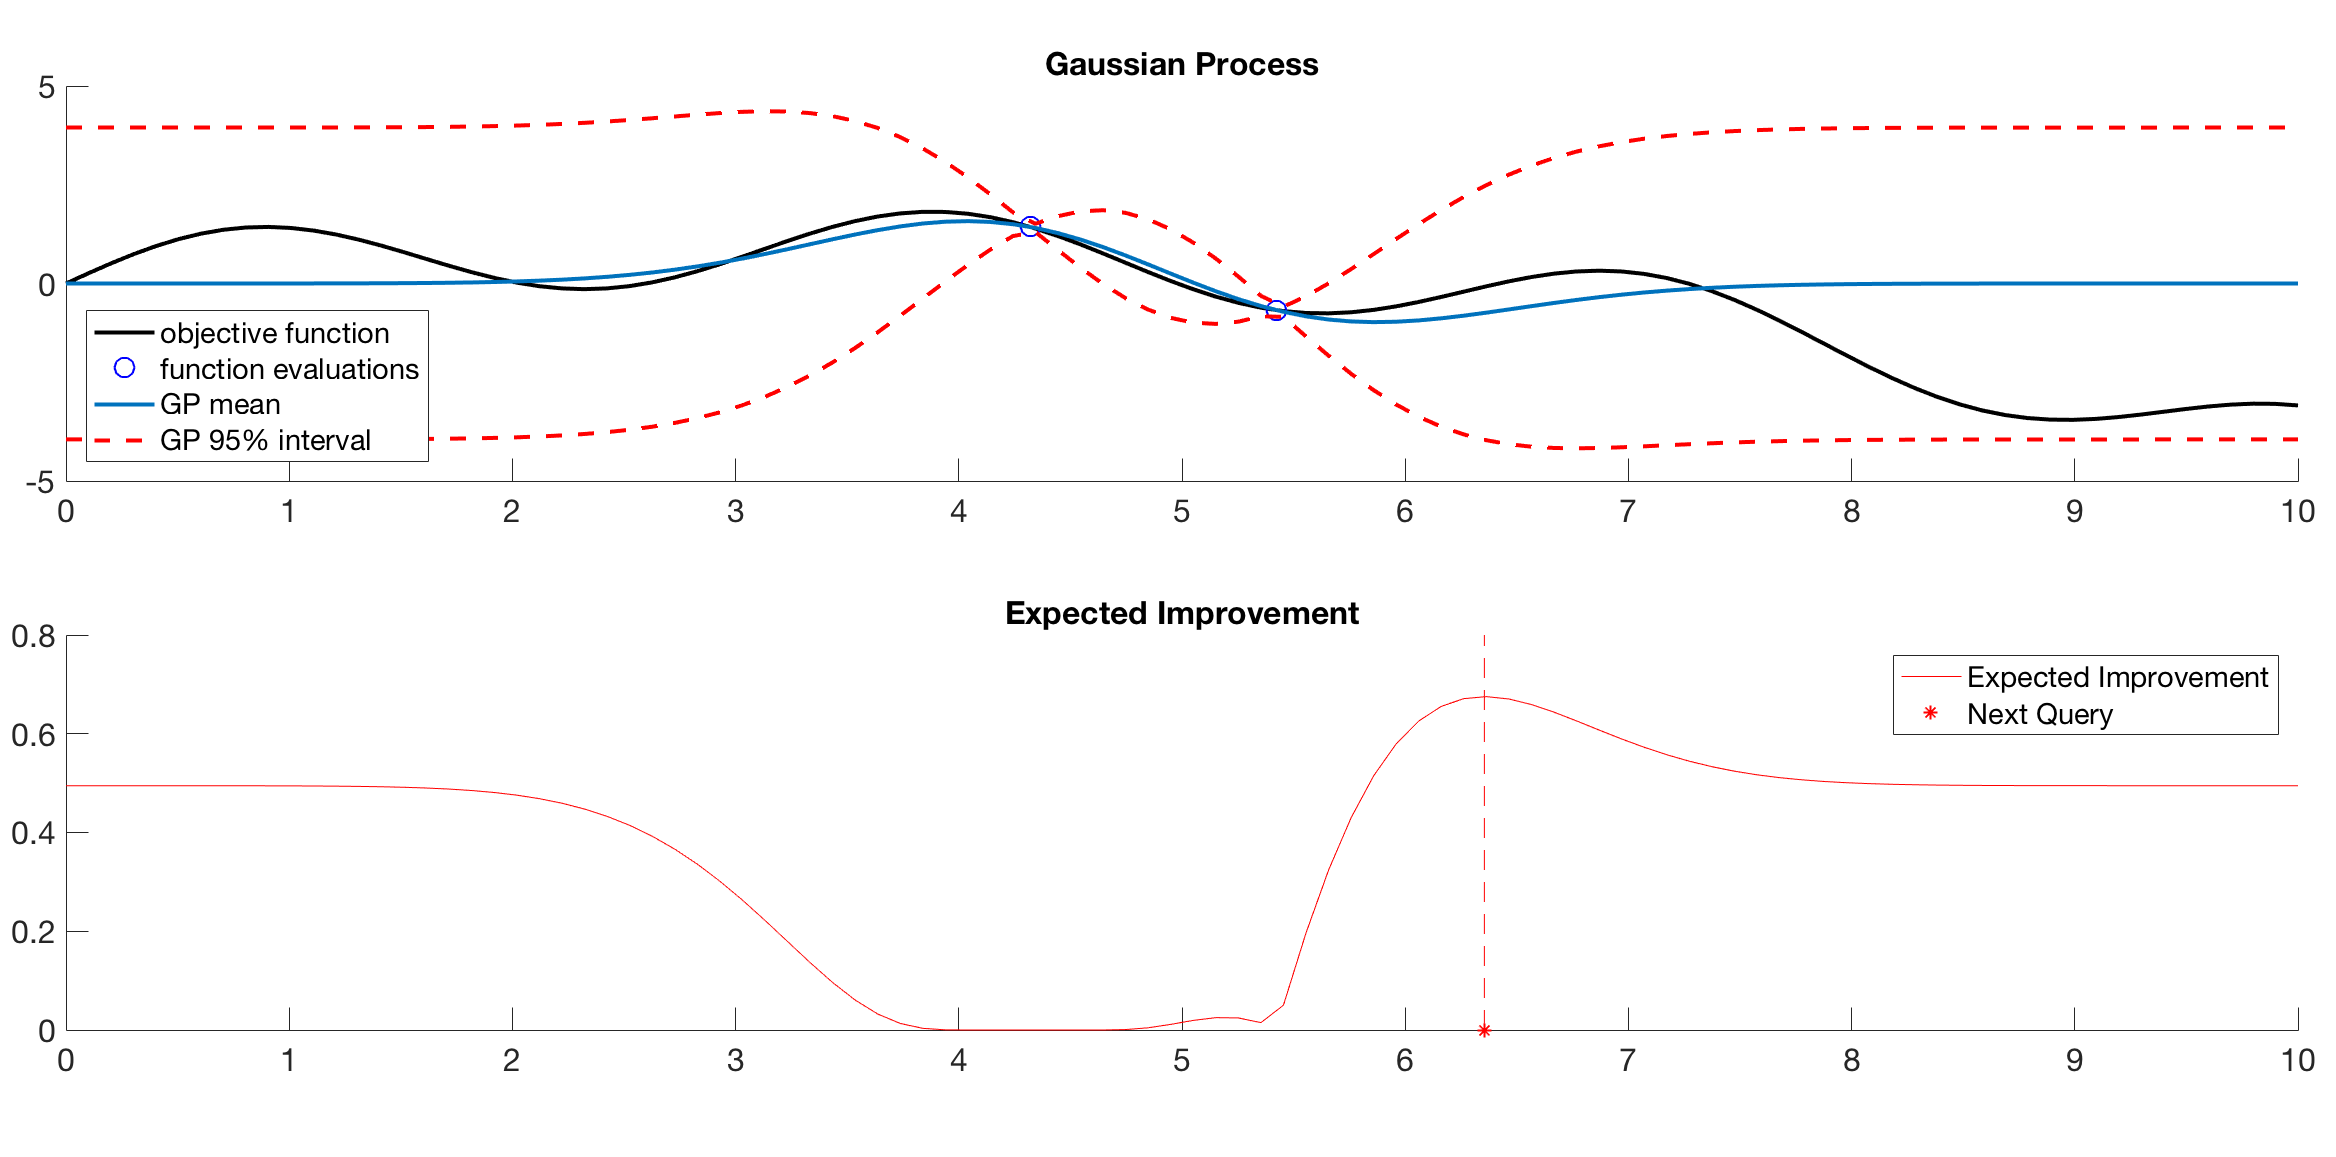 Gaussian Process
5
0
-5
objective function
function evaluations
GP mean
GP 95% interval
0 1 2 3 4 5 6 7 8 9 10
Expected Improvement
0.8
0.6
0.4
0.2
0
Expected Improvement
Next Query
0 1 2 3 4 5 6 7 8 9 10